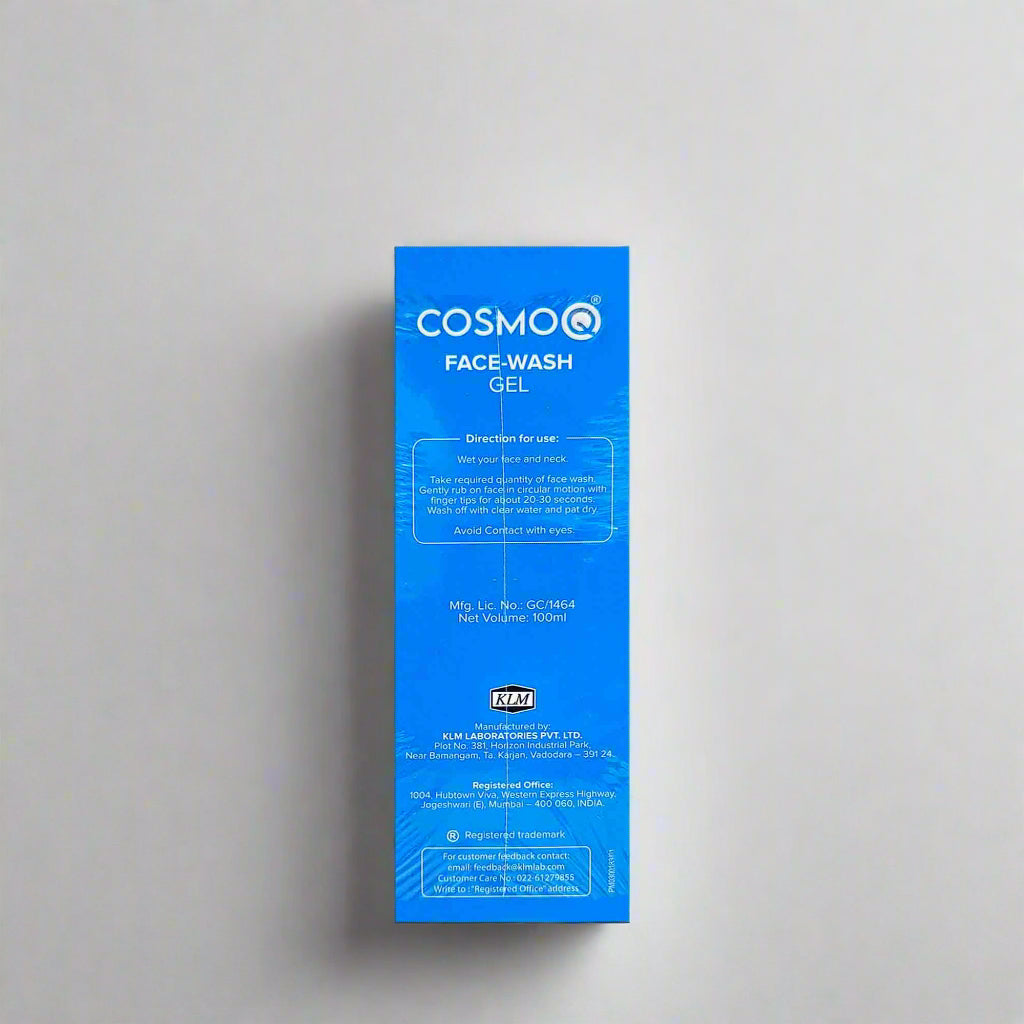 COSMOQ®
FACE-WASH
GEL
Direction for use:
Wet your face and neck.
Take required quantity of face wash.
Gently rub on face in circular motion with
finger tips for about 20-30 seconds.
Wash off with clear water and pat dry.
Avoid Contact with eyes.
Mfg. Lic. No.: GC/1464
Net Volume: 100ml
KLM
Manufactured by:
KLM LABORATORIES PVT. LTD.
Plot No. 381, Horizon Industrial Park,
Near Bamangam, Ta. Karjan, Vadodara – 391 24
Registered Office:
1004, Hubtown Viva, Western Express Highway,
Jogeshwari (E), Mumbai – 400 060, INDIA.
® Registered trademark
For customer feedback contact:
email: feedback@klmlab.com
Customer Care No.: 022-61279855
Write to : "Registered Office" address